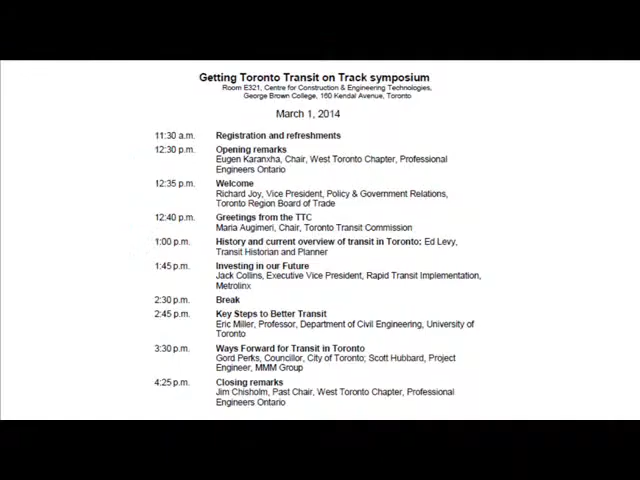 Getting Toronto Transit on Track symposium
Room E321, Centre for Construction & Engineering Technologies,
George Brown College, 160 Kendal Avenue, Toronto
March 1, 2014
11:30 a.m. Registration and refreshments
12:30 p.m. Opening remarks
Eugen Karanxha, Chair, West Toronto Chapter, Professional
Engineers Ontario
12:35 p.m. Welcome
Richard Joy, Vice President, Policy & Government Relations,
Toronto Region Board of Trade
12:40 p.m. Greetings from the TTC
Maria Augimeri, Chair, Toronto Transit Commission
1:00 p.m. History and current overview of transit in Toronto: Ed Levy,
Transit Historian and Planner
1:45 p.m. Investing in our Future
Jack Collins, Executive Vice President, Rapid Transit Implementation,
Metrolinx
2:30 p.m. Break
2:45 p.m. Key Steps to Better Transit
Eric Miller, Professor, Department of Civil Engineering, University of
Toronto
3:30 p.m. Ways Forward for Transit in Toronto
Gord Perks, Councillor, City of Toronto; Scott Hubbard, Project
Engineer, MMM Group
4:25 p.m. Closing remarks
Jim Chisholm, Past Chair, West Toronto Chapter, Professional
Engineers Ontario